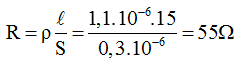 R = ρ ℓ/S = 1,1.10⁻⁶.15 / 0,3.10⁻⁶ = 55Ω